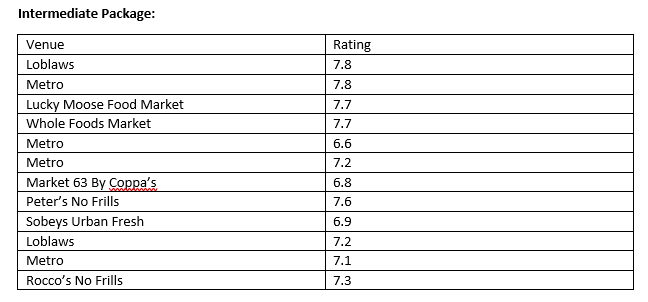 Intermediate Package:
Venue Rating
Loblaws 7.8
Metro 7.8
Lucky Moose Food Market 7.7
Whole Foods Market 7.7
Metro 6.6
Metro 7.2
Market 63 By Coppa's 6.8
Peter's No Frills 7.6
Sobeys Urban Fresh 6.9
Loblaws 7.2
Metro 7.1
Rocco's No Frills 7.3